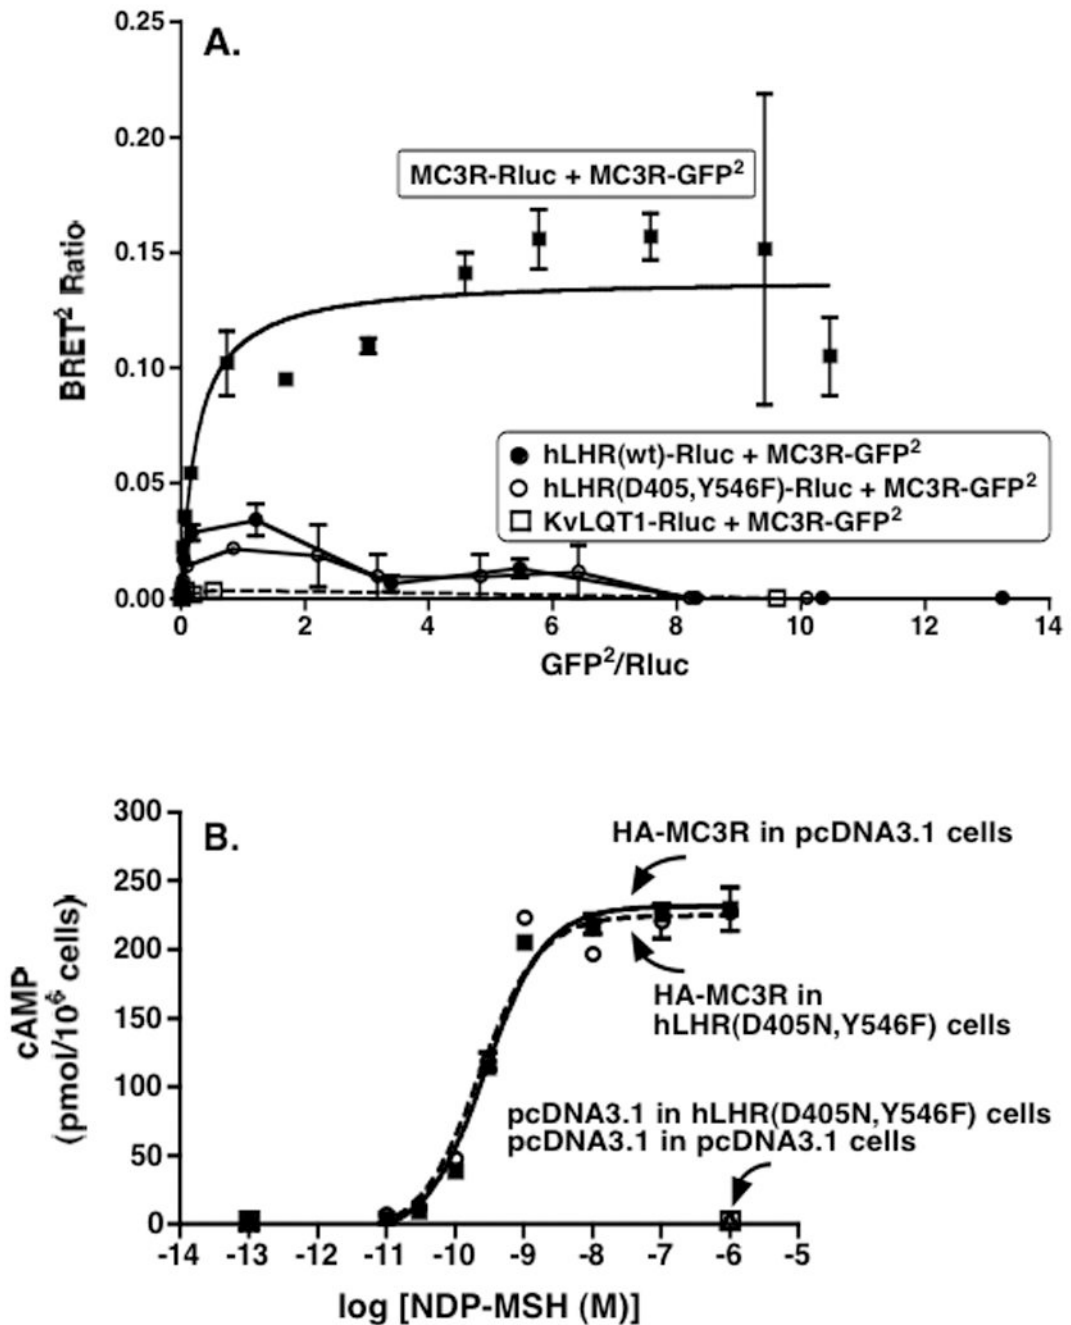 A.
0.25
0.20
0.15
0.10
0.05
0.00
BRET² Ratio
MC3R-Rluc + MC3R-GFP²
hLHR(wt)-Rluc + MC3R-GFP²
hLHR(D405,Y546F)-Rluc + MC3R-GFP²
KvLQT1-Rluc + MC3R-GFP²
0 2 4 6 8 10 12 14
GFP²/Rluc
B.
300
250
200
150
100
50
0
cAMP
(pmol/10⁶ cells)
HA-MC3R in pcDNA3.1 cells
HA-MC3R in
hLHR(D405N,Y546F) cells
pcDNA3.1 in hLHR(D405N,Y546F) cells
pcDNA3.1 in pcDNA3.1 cells
-14 -13 -12 -11 -10 -9 -8 -7 -6 -5
log [NDP-MSH (M)]